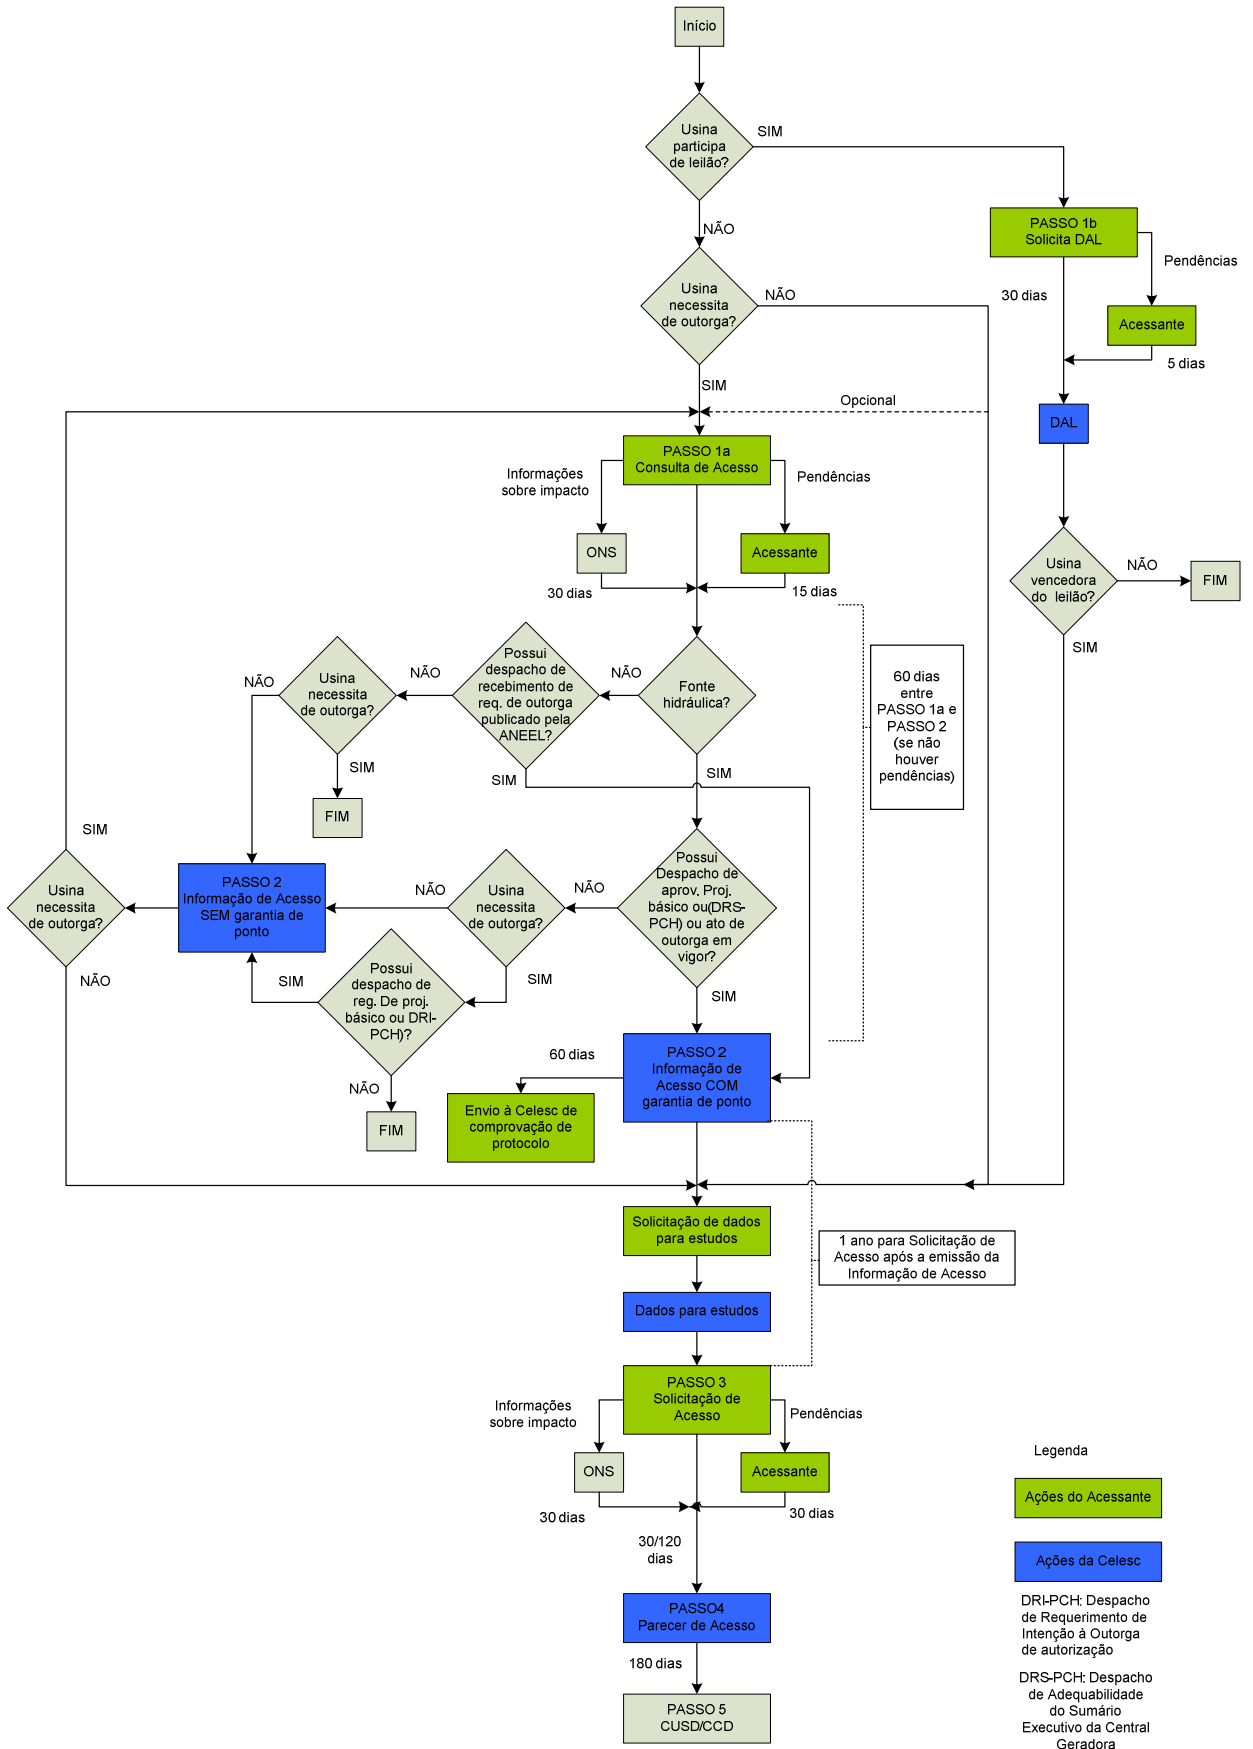 Início
Usina
participa
de leilão?
SIM
NÃO
PASSO 1b
Solicita DAL
Pendências
30 dias
Acessante
5 dias
DAL
Usina
vencedora
do leilão?
NÃO
FIM
SIM
Usina
necessita
de outorga?
NÃO
SIM
Opcional
PASSO 1a
Consulta de Acesso
Informações
sobre impacto
Pendências
ONS
Acessante
30 dias
15 dias
60 dias
entre
PASSO 1a e
PASSO 2
(se não
houver
pendências)
Fonte
hidráulica?
NÃO
SIM
Possui
despacho de
recebimento de
req. de outorga
publicado pela
ANEEL?
NÃO
SIM
Usina
necessita
de outorga?
NÃO
SIM
FIM
Possui
Despacho de
aprov. Proj.
básico ou(DRS-
PCH) ou ato de
outorga em
vigor?
NÃO
SIM
Usina
necessita
de outorga?
NÃO
SIM
Possui
despacho de
reg. De proj.
básico ou DRI-
PCH)?
SIM
NÃO
FIM
PASSO 2
Informação de Acesso
SEM garantia de
ponto
Usina
necessita
de outorga?
SIM
NÃO
PASSO 2
Informação de
Acesso COM
garantia de ponto
60 dias
Envio à Celesc de
comprovação de
protocolo
Solicitação de dados
para estudos
1 ano para Solicitação de
Acesso após a emissão da
Informação de Acesso
Dados para estudos
PASSO 3
Solicitação de
Acesso
Informações
sobre impacto
Pendências
ONS
Acessante
30 dias
30 dias
30/120
dias
PASSO4
Parecer de Acesso
180 dias
PASSO 5
CUSD/CCD
Legenda
Ações do Acessante
Ações da Celesc
DRI-PCH: Despacho
de Requerimento de
Intenção à Outorga
de autorização
DRS-PCH: Despacho
de Adequabilidade
do Sumário
Executivo da Central
Geradora